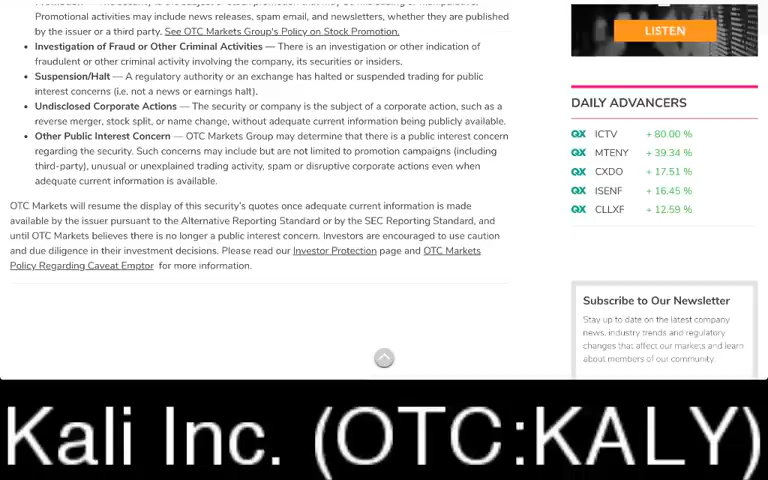 Promotional activities may include news releases, spam email, and newsletters, whether they are published
by the issuer or a third party. See OTC Markets Group's Policy on Stock Promotion.
• Investigation of Fraud or Other Criminal Activities — There is an investigation or other indication of
fraudulent or other criminal activity involving the company, its securities or insiders.
• Suspension/Halt — A regulatory authority or an exchange has halted or suspended trading for public
interest concerns (i.e. not a news or earnings halt).
• Undisclosed Corporate Actions — The security or company is the subject of a corporate action, such as a
reverse merger, stock split, or name change, without adequate current information being publicly available.
• Other Public Interest Concern — OTC Markets Group may determine that there is a public interest concern
regarding the security. Such concerns may include but are not limited to promotion campaigns (including
third-party), unusual or unexplained trading activity, spam or disruptive corporate actions even when
adequate current information is available.
OTC Markets will resume the display of this security's quotes once adequate current information is made
available by the issuer pursuant to the Alternative Reporting Standard or by the SEC Reporting Standard, and
until OTC Markets believes there is no longer a public interest concern. Investors are encouraged to use caution
and due diligence in their investment decisions. Please read our Investor Protection page and OTC Markets
Policy Regarding Caveat Emptor for more information.
LISTEN
DAILY ADVANCERS
QX ICTV + 80.00 %
QX MTENY + 39.34 %
QX CXDO + 17.51 %
QX ISENF + 16.45 %
QX CLLXF + 12.59 %
Subscribe to Our Newsletter
Stay up to date on the latest company
news, industry trends and regulatory
changes that affect our markets and learn
about members of our community.
Kali Inc. (OTC:KALY)